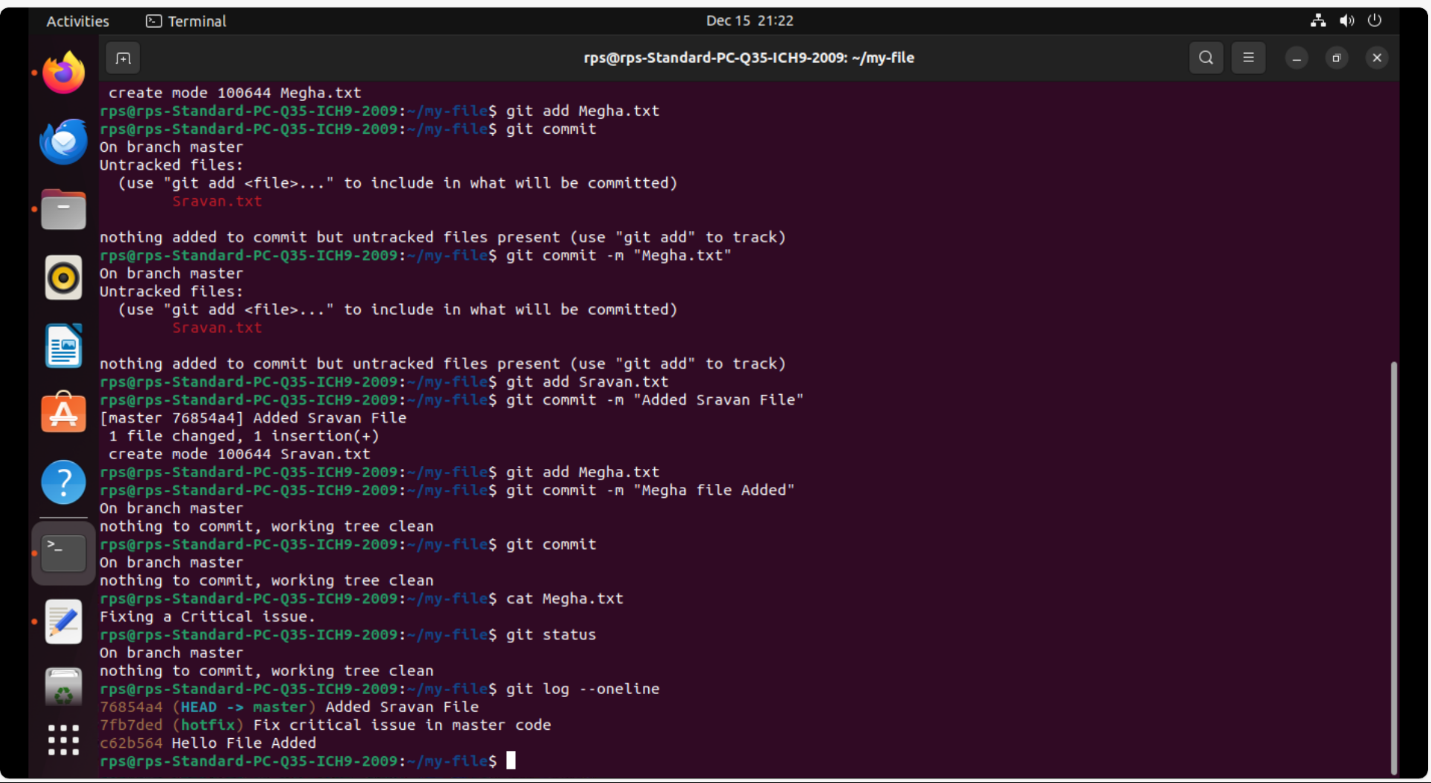 Activities Terminal Dec 15 21:22
rps@rps-Standard-PC-Q35-ICH9-2009: ~/my-file
 create mode 100644 Megha.txt
rps@rps-Standard-PC-Q35-ICH9-2009:~/my-file$ git add Megha.txt
rps@rps-Standard-PC-Q35-ICH9-2009:~/my-file$ git commit
On branch master
Untracked files:
  (use "git add <file>..." to include in what will be committed)
        Sravan.txt
nothing added to commit but untracked files present (use "git add" to track)
rps@rps-Standard-PC-Q35-ICH9-2009:~/my-file$ git commit -m "Megha.txt"
On branch master
Untracked files:
  (use "git add <file>..." to include in what will be committed)
        Sravan.txt
nothing added to commit but untracked files present (use "git add" to track)
rps@rps-Standard-PC-Q35-ICH9-2009:~/my-file$ git add Sravan.txt
rps@rps-Standard-PC-Q35-ICH9-2009:~/my-file$ git commit -m "Added Sravan File"
[master 76854a4] Added Sravan File
 1 file changed, 1 insertion(+)
 create mode 100644 Sravan.txt
rps@rps-Standard-PC-Q35-ICH9-2009:~/my-file$ git add Megha.txt
rps@rps-Standard-PC-Q35-ICH9-2009:~/my-file$ git commit -m "Megha file Added"
On branch master
nothing to commit, working tree clean
rps@rps-Standard-PC-Q35-ICH9-2009:~/my-file$ git commit
On branch master
nothing to commit, working tree clean
rps@rps-Standard-PC-Q35-ICH9-2009:~/my-file$ cat Megha.txt
Fixing a Critical issue.
rps@rps-Standard-PC-Q35-ICH9-2009:~/my-file$ git status
On branch master
nothing to commit, working tree clean
rps@rps-Standard-PC-Q35-ICH9-2009:~/my-file$ git log --oneline
76854a4 (HEAD -> master) Added Sravan File
7fb7ded (hotfix) Fix critical issue in master code
c62b564 Hello File Added
rps@rps-Standard-PC-Q35-ICH9-2009:~/my-file$